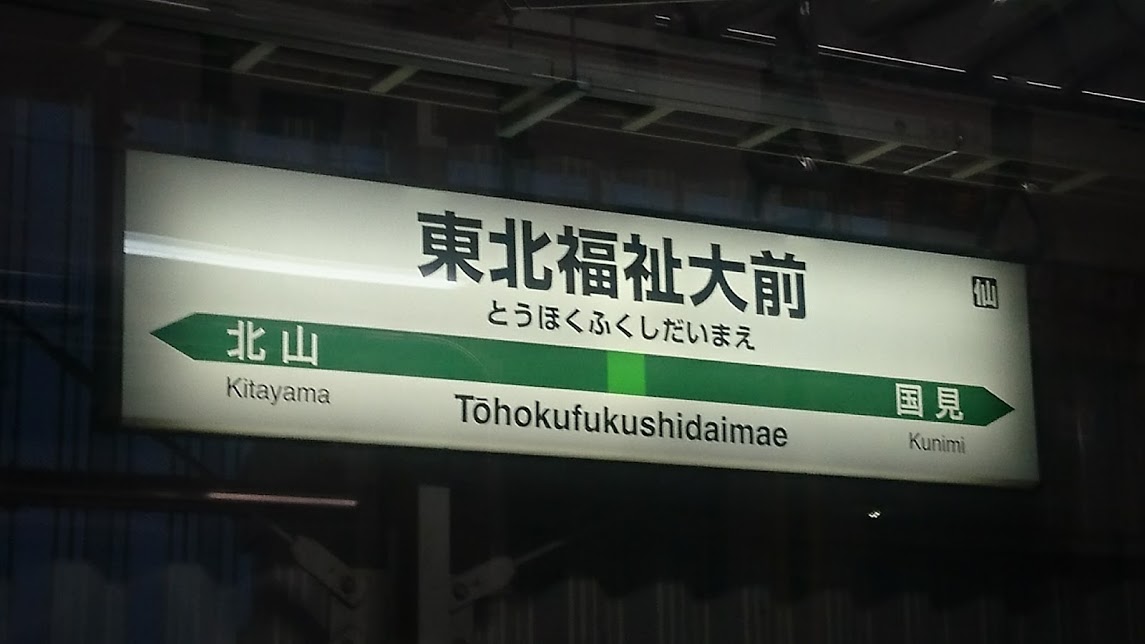 東北福祉大前
仙
とうほくふくしだいまえ
北山
国見
Kitayama
Tōhokufukushidaimae
Kunimi